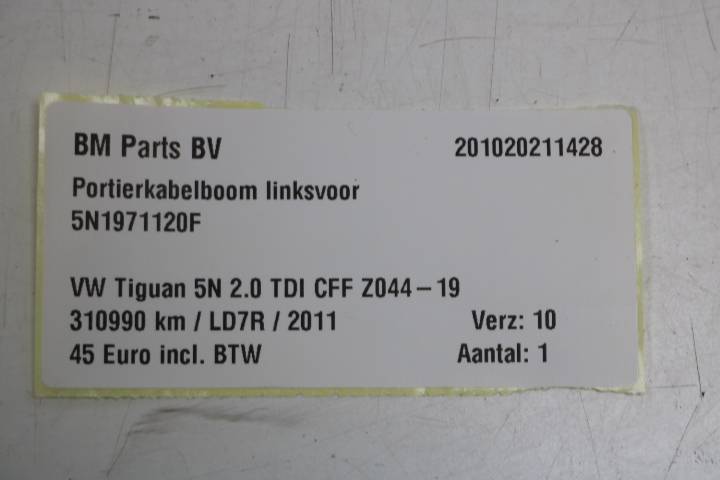 BM Parts BV 201020211428
Portierkabelboom linksvoor
5N1971120F
VW Tiguan 5N 2.0 TDI CFF Z044-19
310990 km / LD7R / 2011 Verz: 10
45 Euro incl. BTW Aantal: 1